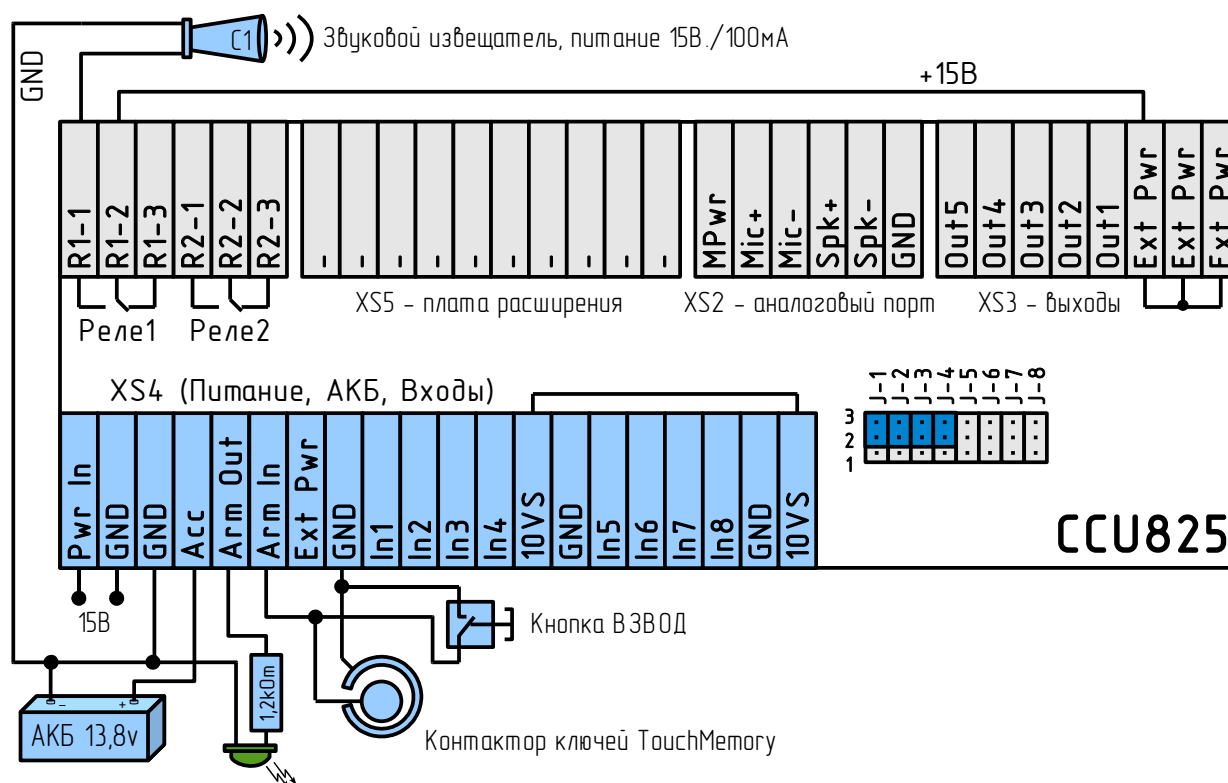 C1
Звуковой извещатель, питание 15В./100мА
GND
+15В
R1-1
R1-2
R1-3
R2-1
R2-2
R2-3
-
-
-
-
-
-
-
-
-
-
MPwr
Mic+
Mic-
Spk+
Spk-
GND
Out5
Out4
Out3
Out2
Out1
Ext Pwr
Ext Pwr
Ext Pwr
XS5 - плата расширения
XS2 - аналоговый порт
XS3 - выходы
Реле1
Реле2
J-1
J-2
J-3
J-4
J-5
J-6
J-7
J-8
3
2
1
XS4 (Питание, АКБ, Входы)
Pwr In
GND
GND
Acc
Arm Out
Arm In
Ext Pwr
GND
In1
In2
In3
In4
10VS
GND
In5
In6
In7
In8
GND
10VS
CCU825
15В
Кнопка ВЗВОД
1,2kOm
- +
АКБ 13,8v
Контактор ключей TouchMemory